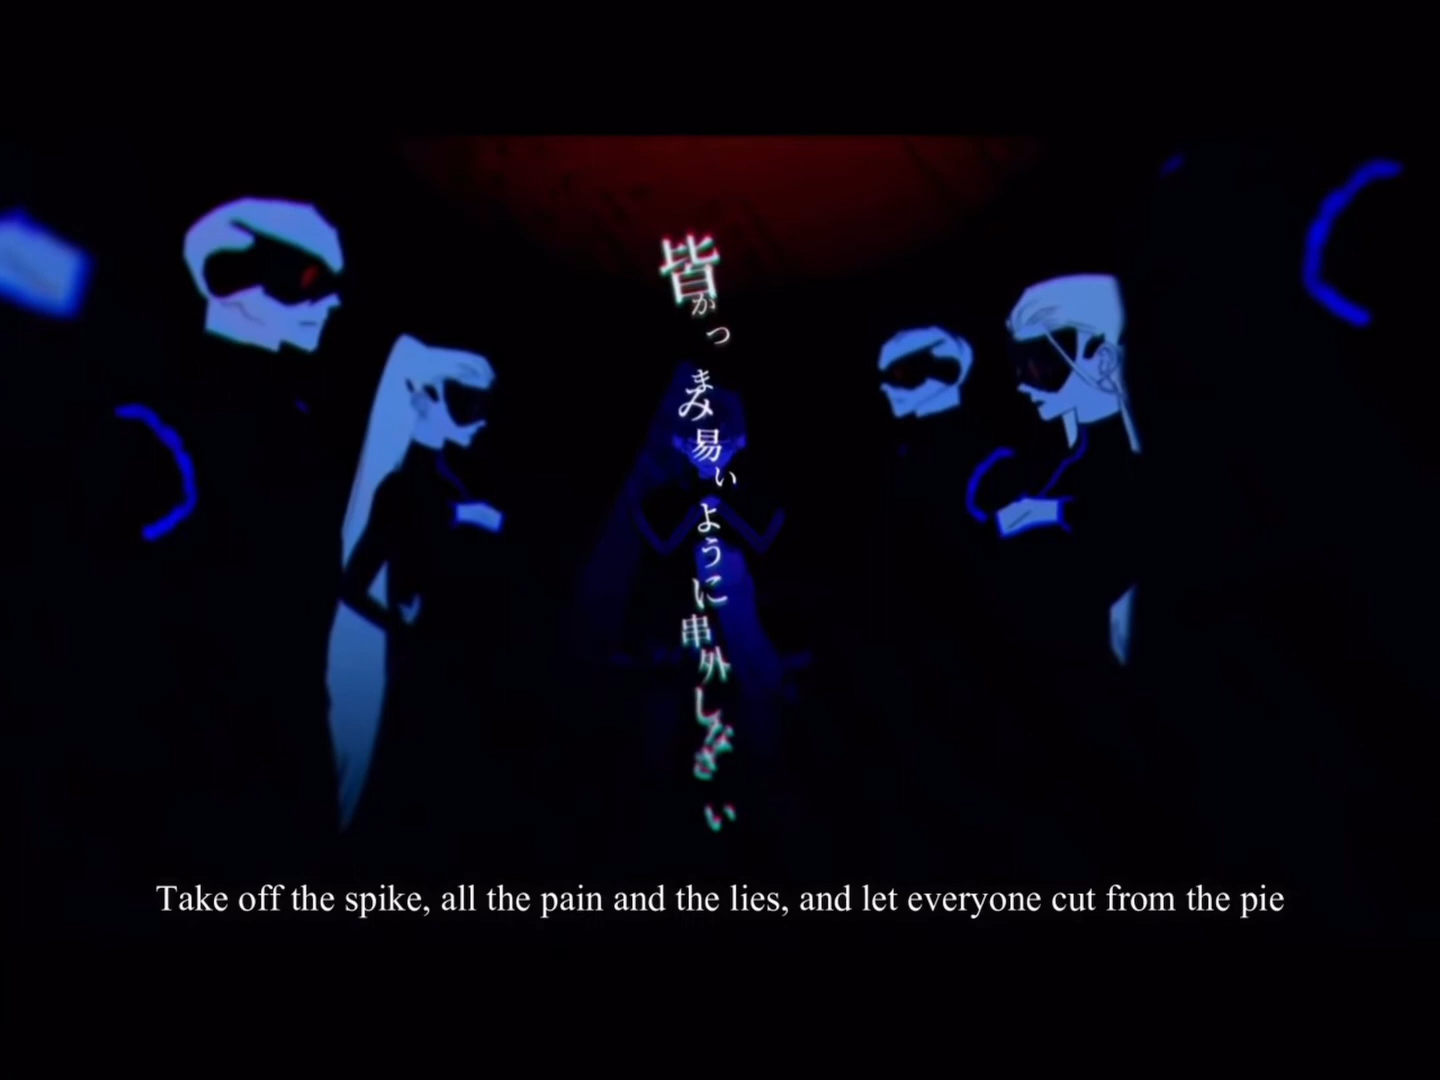 皆がつまみ易いように串外しなさい
Take off the spike, all the pain and the lies, and let everyone cut from the pie